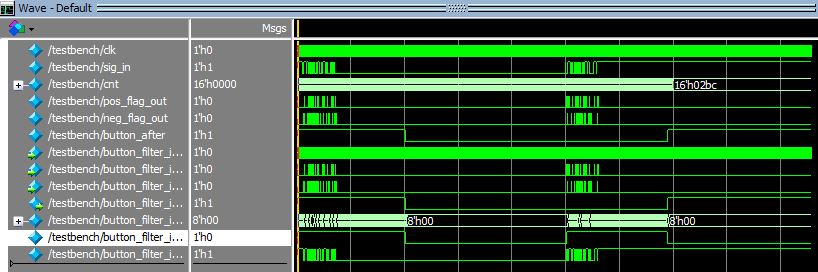 Wave - Default
Msgs
/testbench/clk 1'h0
/testbench/sig_in 1'h1
/testbench/cnt 16'h0000 16'h02bc
/testbench/pos_flag_out 1'h0
/testbench/neg_flag_out 1'h0
/testbench/button_after 1'h1
/testbench/button_filter_i... 1'h0
/testbench/button_filter_i... 1'h0
/testbench/button_filter_i... 1'h0
/testbench/button_filter_i... 1'h1
/testbench/button_filter_i... 8'h00 8'h00 8'h00
/testbench/button_filter_i... 1'h0
/testbench/button_filter_i... 1'h1